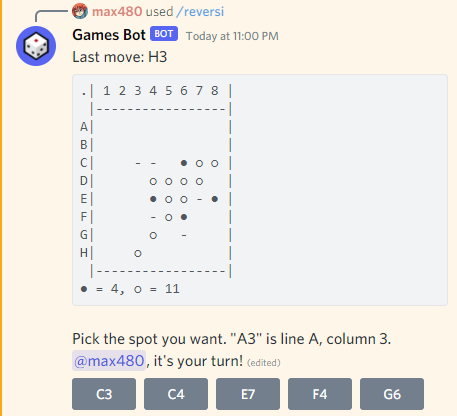 max480 used /reversi
Games Bot BOT Today at 11:00 PM
Last move: H3
.| 1 2 3 4 5 6 7 8 |
 |-----------------|
A|                 |
B|                 |
C|     - -   ● o o |
D|       o o o o   |
E|       ● o o - ● |
F|       - o ●     |
G|       o   -     |
H|     o           |
 |-----------------|
● = 4, o = 11
Pick the spot you want. "A3" is line A, column 3.
@max480, it's your turn! (edited)
C3 C4 E7 F4 G6